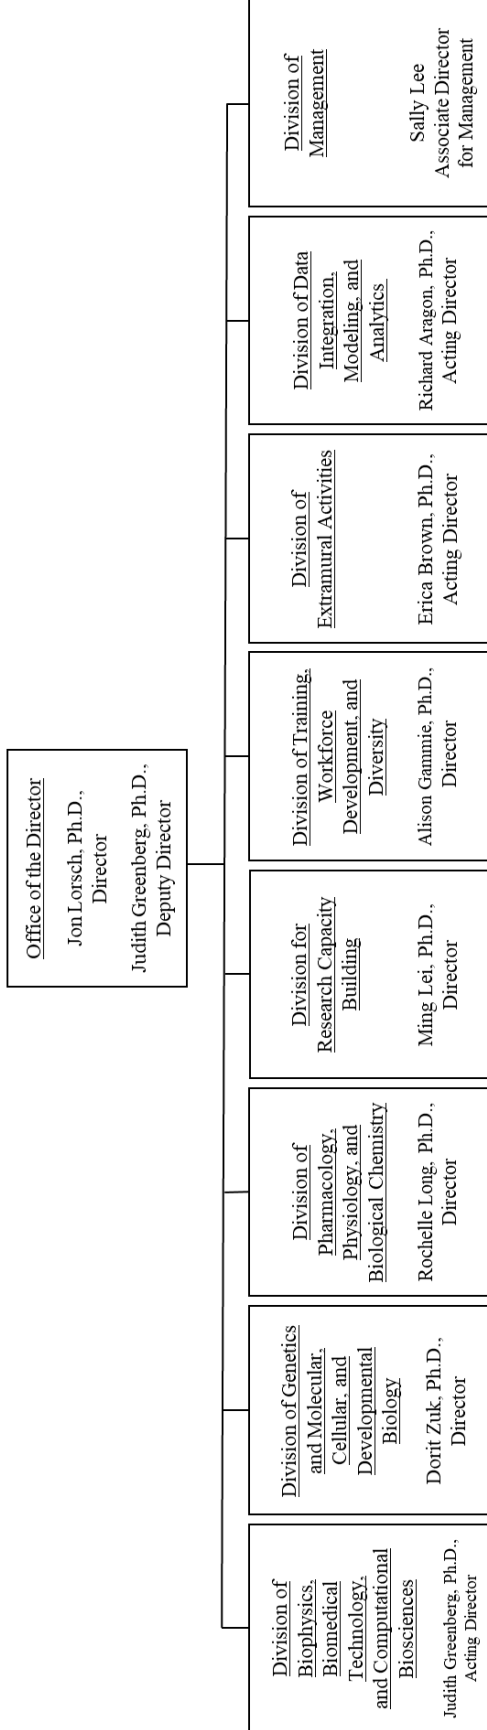 Office of the Director
Jon Lorsch, Ph.D.,
Director
Judith Greenberg, Ph.D.,
Deputy Director
Division of
Biophysics,
Biomedical
Technology,
and Computational
Biosciences
Judith Greenberg, Ph.D.,
Acting Director
Division of Genetics
and Molecular,
Cellular, and
Developmental
Biology
Dorit Zuk, Ph.D.,
Director
Division of
Pharmacology,
Physiology, and
Biological Chemistry
Rochelle Long, Ph.D.,
Director
Division for
Research Capacity
Building
Ming Lei, Ph.D.,
Director
Division of Training,
Workforce
Development, and
Diversity
Alison Gammie, Ph.D.,
Director
Division of
Extramural Activities
Erica Brown, Ph.D.,
Acting Director
Division of Data
Integration,
Modeling, and
Analytics
Richard Aragon, Ph.D.,
Acting Director
Division of
Management
Sally Lee
Associate Director
for Management